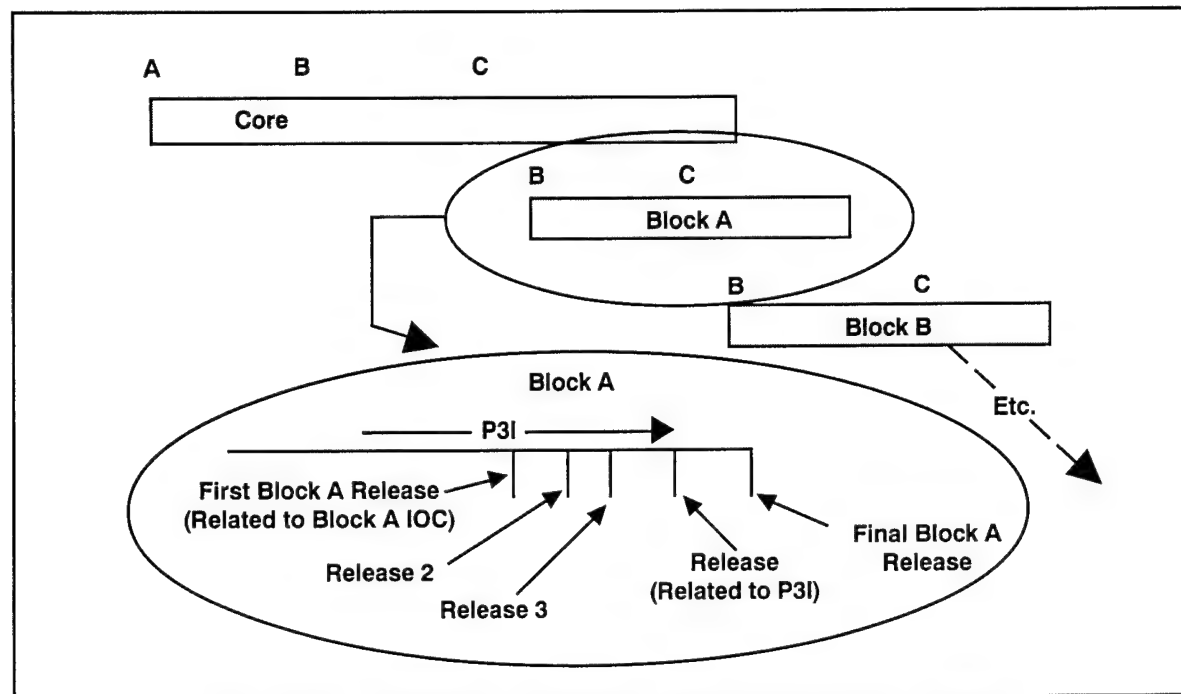 A B C
Core
B C
Block A
B C
Block B
Etc.
Block A
P3I
First Block A Release
(Related to Block A IOC)
Release 2
Release 3
Release
(Related to P3I)
Final Block A
Release